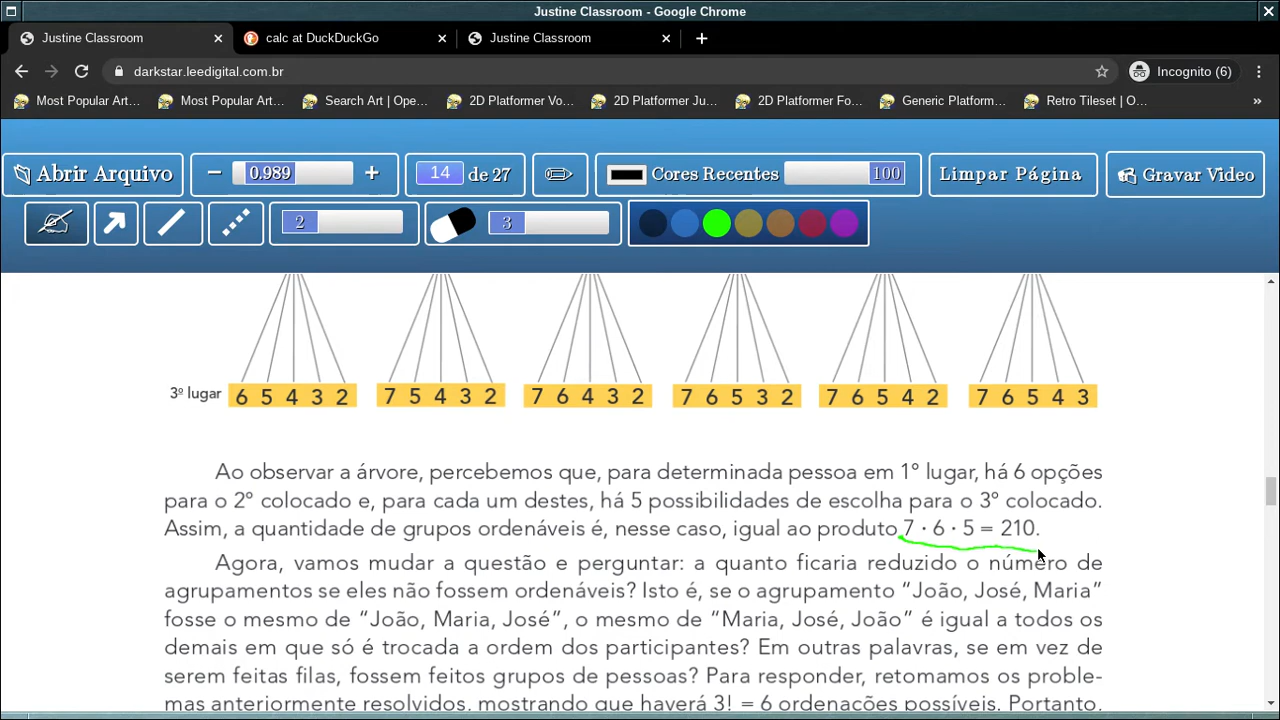 Justine Classroom - Google Chrome
Justine Classroom
calc at DuckDuckGo
Justine Classroom
darkstar.leedigital.com.br
Incognito (6)
Most Popular Art...
Most Popular Art...
Search Art | Ope...
2D Platformer Vo...
2D Platformer Ju...
2D Platformer Fo...
Generic Platform...
Retro Tileset | O...
»
Abrir Arquivo
− 0,989 +
14 de 27
Cores Recentes 100
Limpar Página
Gravar Video
2
3
3º lugar
6 5 4 3 2
7 5 4 3 2
7 6 4 3 2
7 6 5 3 2
7 6 5 4 2
7 6 5 4 3
Ao observar a árvore, percebemos que, para determinada pessoa em 1º lugar, há 6 opções
para o 2º colocado e, para cada um destes, há 5 possibilidades de escolha para o 3º colocado.
Assim, a quantidade de grupos ordenáveis é, nesse caso, igual ao produto 7 · 6 · 5 = 210.
Agora, vamos mudar a questão e perguntar: a quanto ficaria reduzido o número de
agrupamentos se eles não fossem ordenáveis? Isto é, se o agrupamento “João, José, Maria”
fosse o mesmo de “João, Maria, José”, o mesmo de “Maria, José, João” é igual a todos os
demais em que só é trocada a ordem dos participantes? Em outras palavras, se em vez de
serem feitas filas, fossem feitos grupos de pessoas? Para responder, retomamos os proble-
mas anteriormente resolvidos, mostrando que haverá 3! = 6 ordenações possíveis. Portanto,